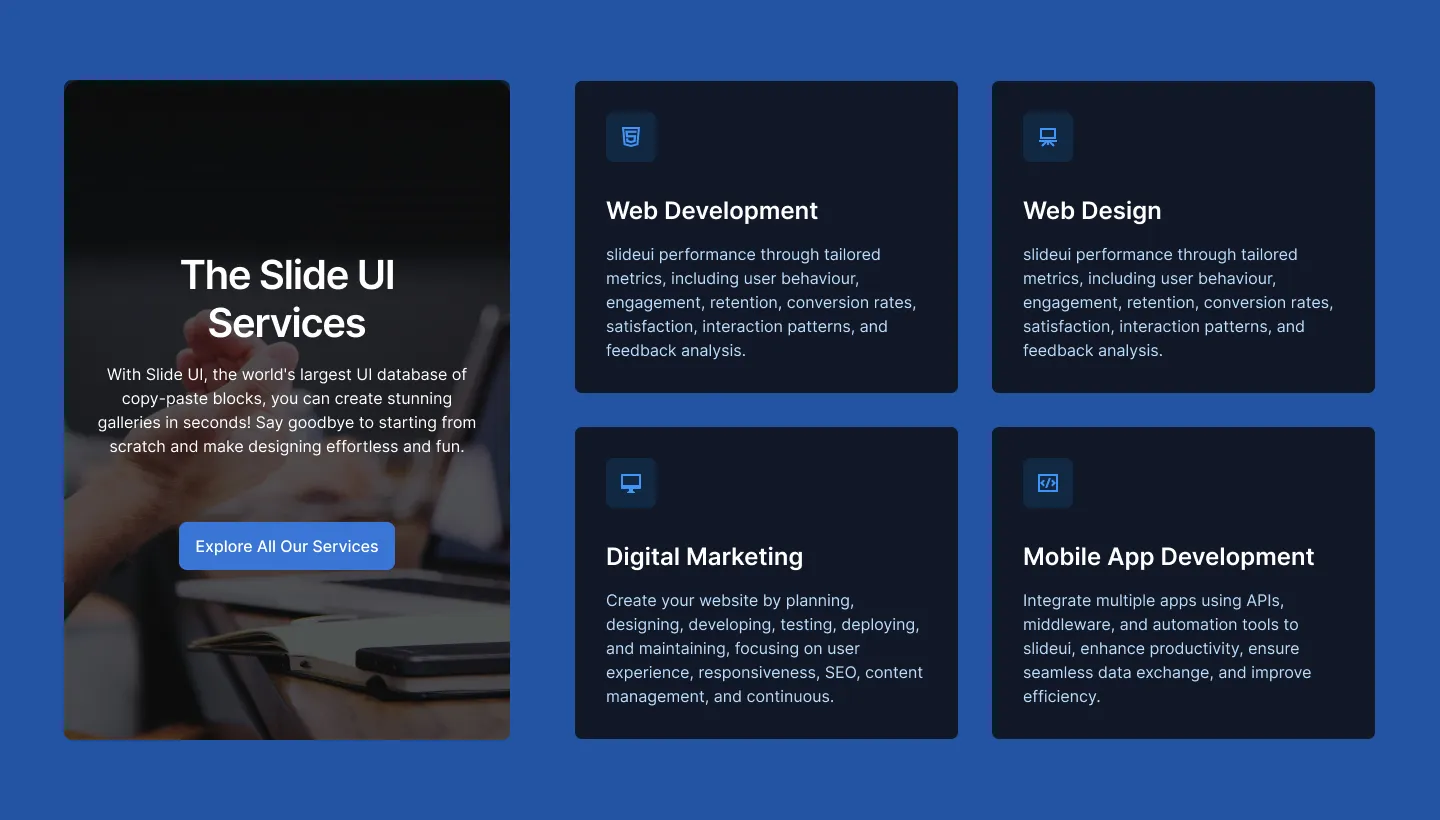 The Slide UI
Services
With Slide UI, the world's largest UI database of
copy-paste blocks, you can create stunning
galleries in seconds! Say goodbye to starting from
scratch and make designing effortless and fun.
Explore All Our Services
Web Development
slideui performance through tailored
metrics, including user behaviour,
engagement, retention, conversion rates,
satisfaction, interaction patterns, and
feedback analysis.
Web Design
slideui performance through tailored
metrics, including user behaviour,
engagement, retention, conversion rates,
satisfaction, interaction patterns, and
feedback analysis.
Digital Marketing
Create your website by planning,
designing, developing, testing, deploying,
and maintaining, focusing on user
experience, responsiveness, SEO, content
management, and continuous.
Mobile App Development
Integrate multiple apps using APIs,
middleware, and automation tools to
slideui, enhance productivity, ensure
seamless data exchange, and improve
efficiency.